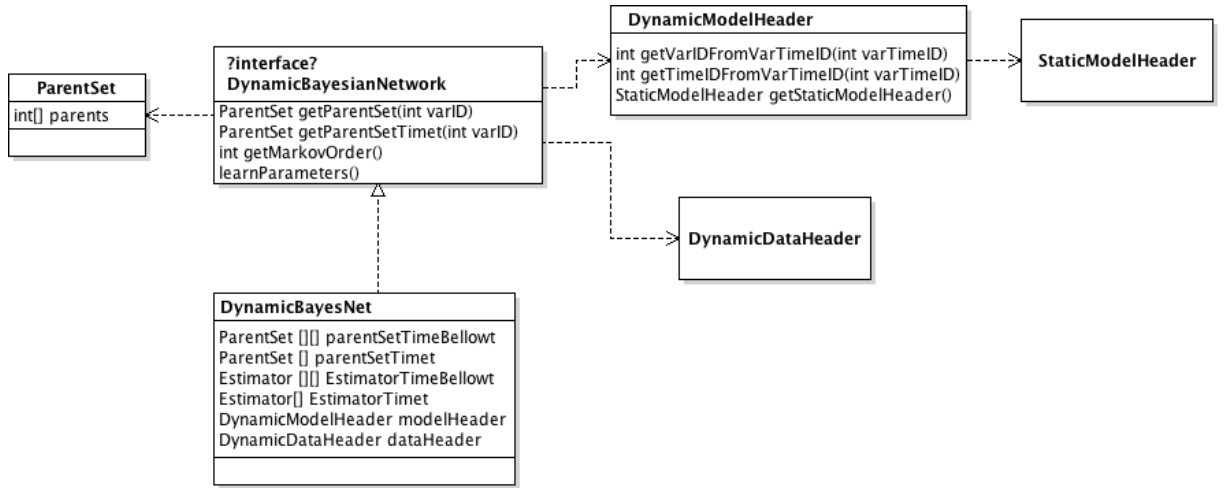 DynamicModelHeader
int getVarIDFromVarTimeID(int varTimeID)
int getTimeIDFromVarTimeID(int varTimeID)
StaticModelHeader getStaticModelHeader()
StaticModelHeader
?interface?
DynamicBayesianNetwork
ParentSet getParentSet(int varID)
ParentSet getParentSetTimet(int varID)
int getMarkovOrder()
learnParameters()
ParentSet
int[] parents
DynamicDataHeader
DynamicBayesNet
ParentSet [][] parentSetTimeBellowt
ParentSet [] parentSetTimet
Estimator [][] EstimatorTimeBellowt
Estimator[] EstimatorTimet
DynamicModelHeader modelHeader
DynamicDataHeader dataHeader